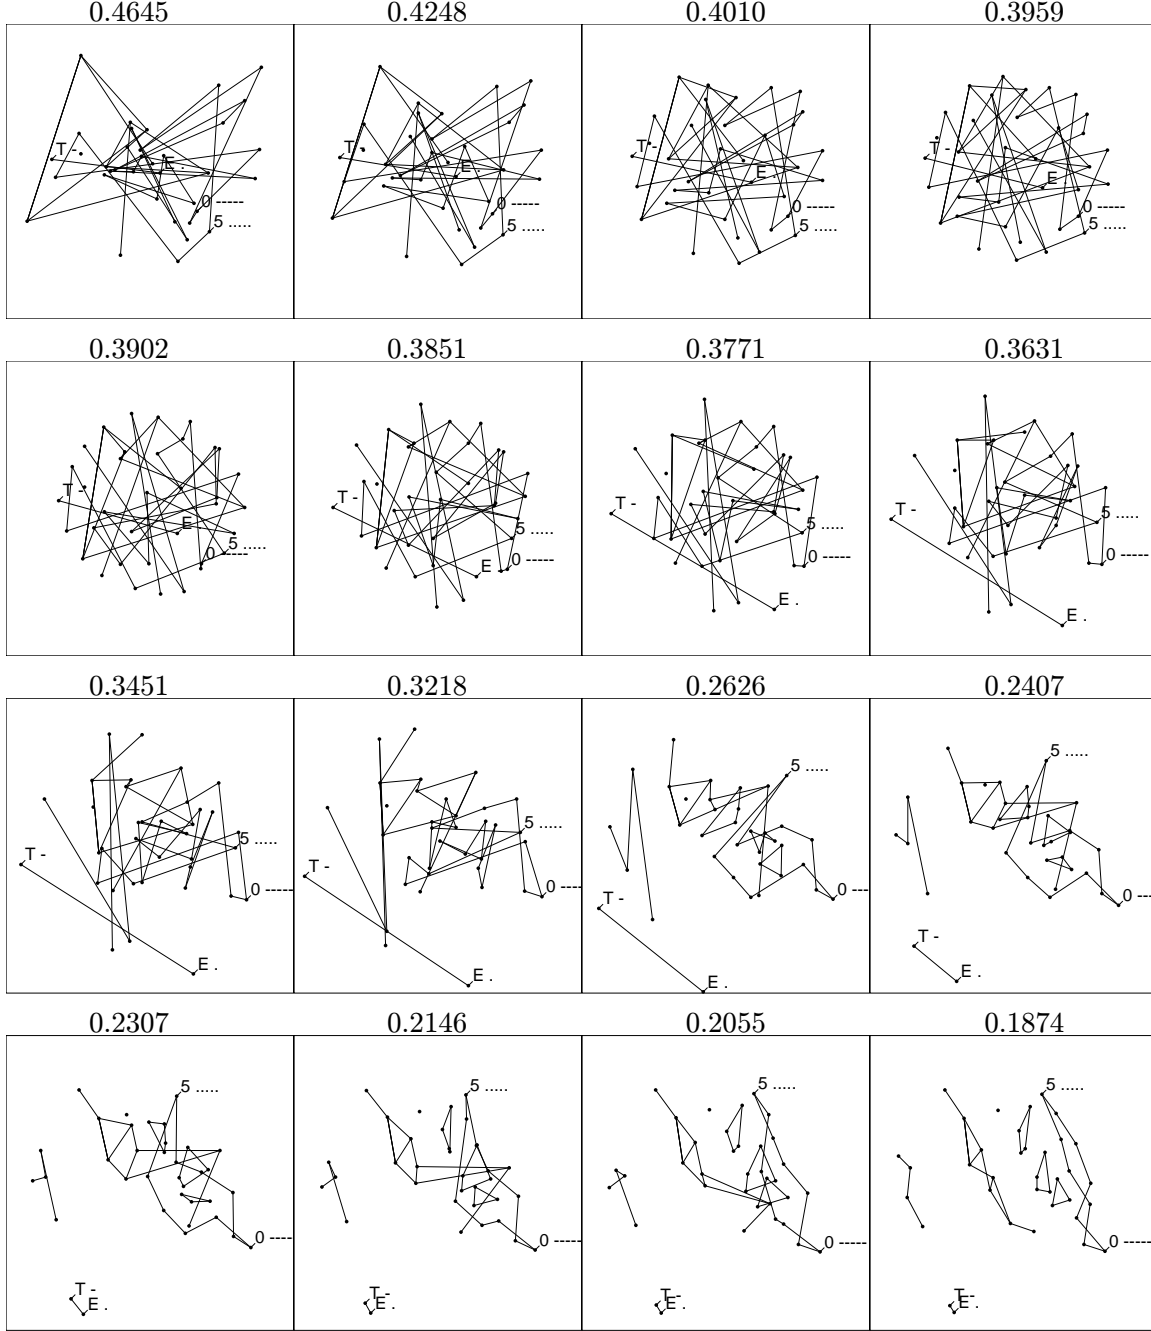 0.4645 0.4248 0.4010 0.3959
T - T - T - T -
E . E E . E
0 ----- 0 ----- 0 ----- 0 -----
5 ..... 5 ..... 5 ..... 5 .....
0.3902 0.3851 0.3771 0.3631
T - T - T - T -
5 ..... 5 ..... 5 ..... 5 .....
E E E . E .
0 ----- 0 ----- 0 ----- 0 -----
0.3451 0.3218 0.2626 0.2407
5 ..... 5 ..... 5 ..... 5 .....
T - T - T - T -
0 ----- 0 --- 0 ---- 0 ---
E . E . E . E .
0.2307 0.2146 0.2055 0.1874
5 ..... 5 ..... 5 ..... 5 .....
0 ----- 0 ----- 0 ----- 0 -----
T - T - T - T -
E . E . E . E .